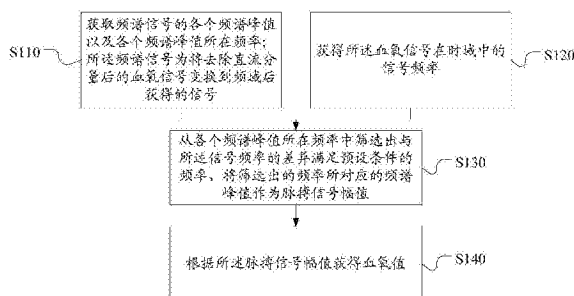 S110
获取频谱信号的各个频谱峰值
以及各个频谱峰值所在频率;
所述频谱信号为将去除直流分
量后的血氧信号变换到频域后
获得的信号
获得所述血氧信号在时域中的
信号频率
S120
从各个频谱峰值所在频率中筛选出与
所述信号频率的差异满足预设条件的
频率、将筛选出的频率所对应的频谱
峰值作为脉搏信号幅值
S130
根据所述脉搏信号幅值获得血氧值
S140